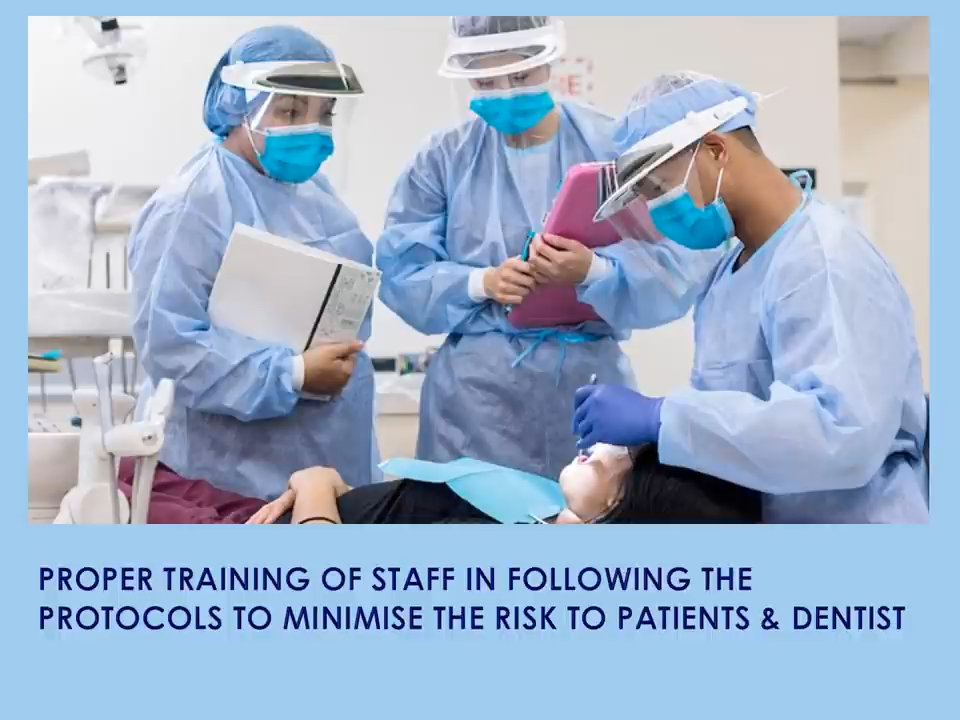 PROPER TRAINING OF STAFF IN FOLLOWING THE
PROTOCOLS TO MINIMISE THE RISK TO PATIENTS & DENTIST